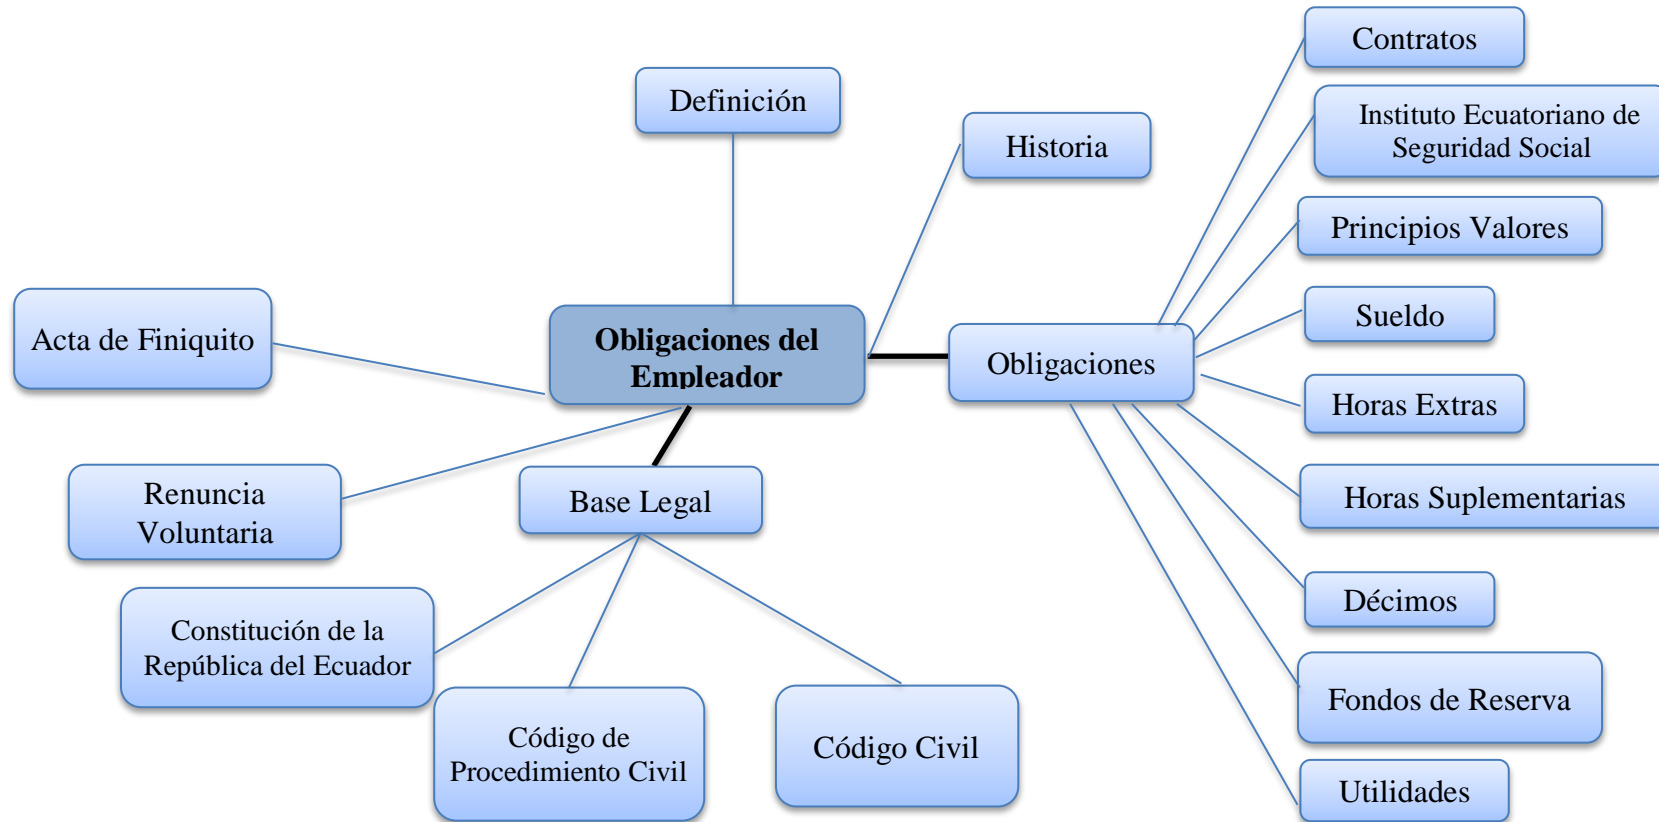 Contratos
Definición
Instituto Ecuatoriano de
Seguridad Social
Historia
Principios Valores
Sueldo
Acta de Finiquito
Obligaciones del
Empleador
Obligaciones
Horas Extras
Renuncia
Voluntaria
Base Legal
Horas Suplementarias
Décimos
Constitución de la
República del Ecuador
Fondos de Reserva
Código de
Procedimiento Civil
Código Civil
Utilidades